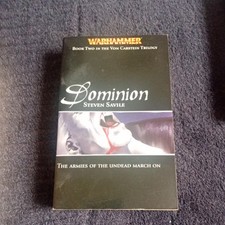 WARHAMMER
BOOK TWO IN THE VON CARSTEIN TRILOGY
Dominion
STEVEN SAVILE
THE ARMIES OF THE UNDEAD MARCH ON